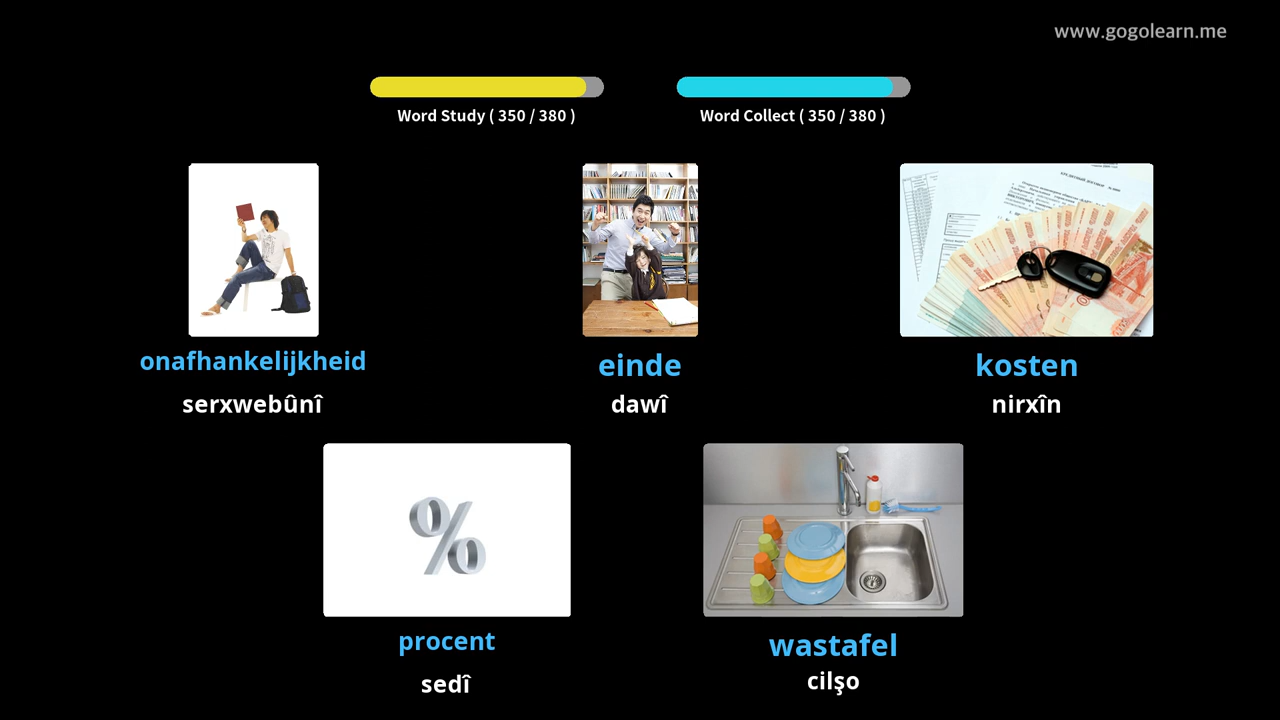 www.gogolearn.me
Word Study ( 350 / 380 )
Word Collect ( 350 / 380 )
onafhankelijkheid
einde
kosten
serxwebûnî
dawî
nirxîn
procent
wastafel
sedî
cilşo